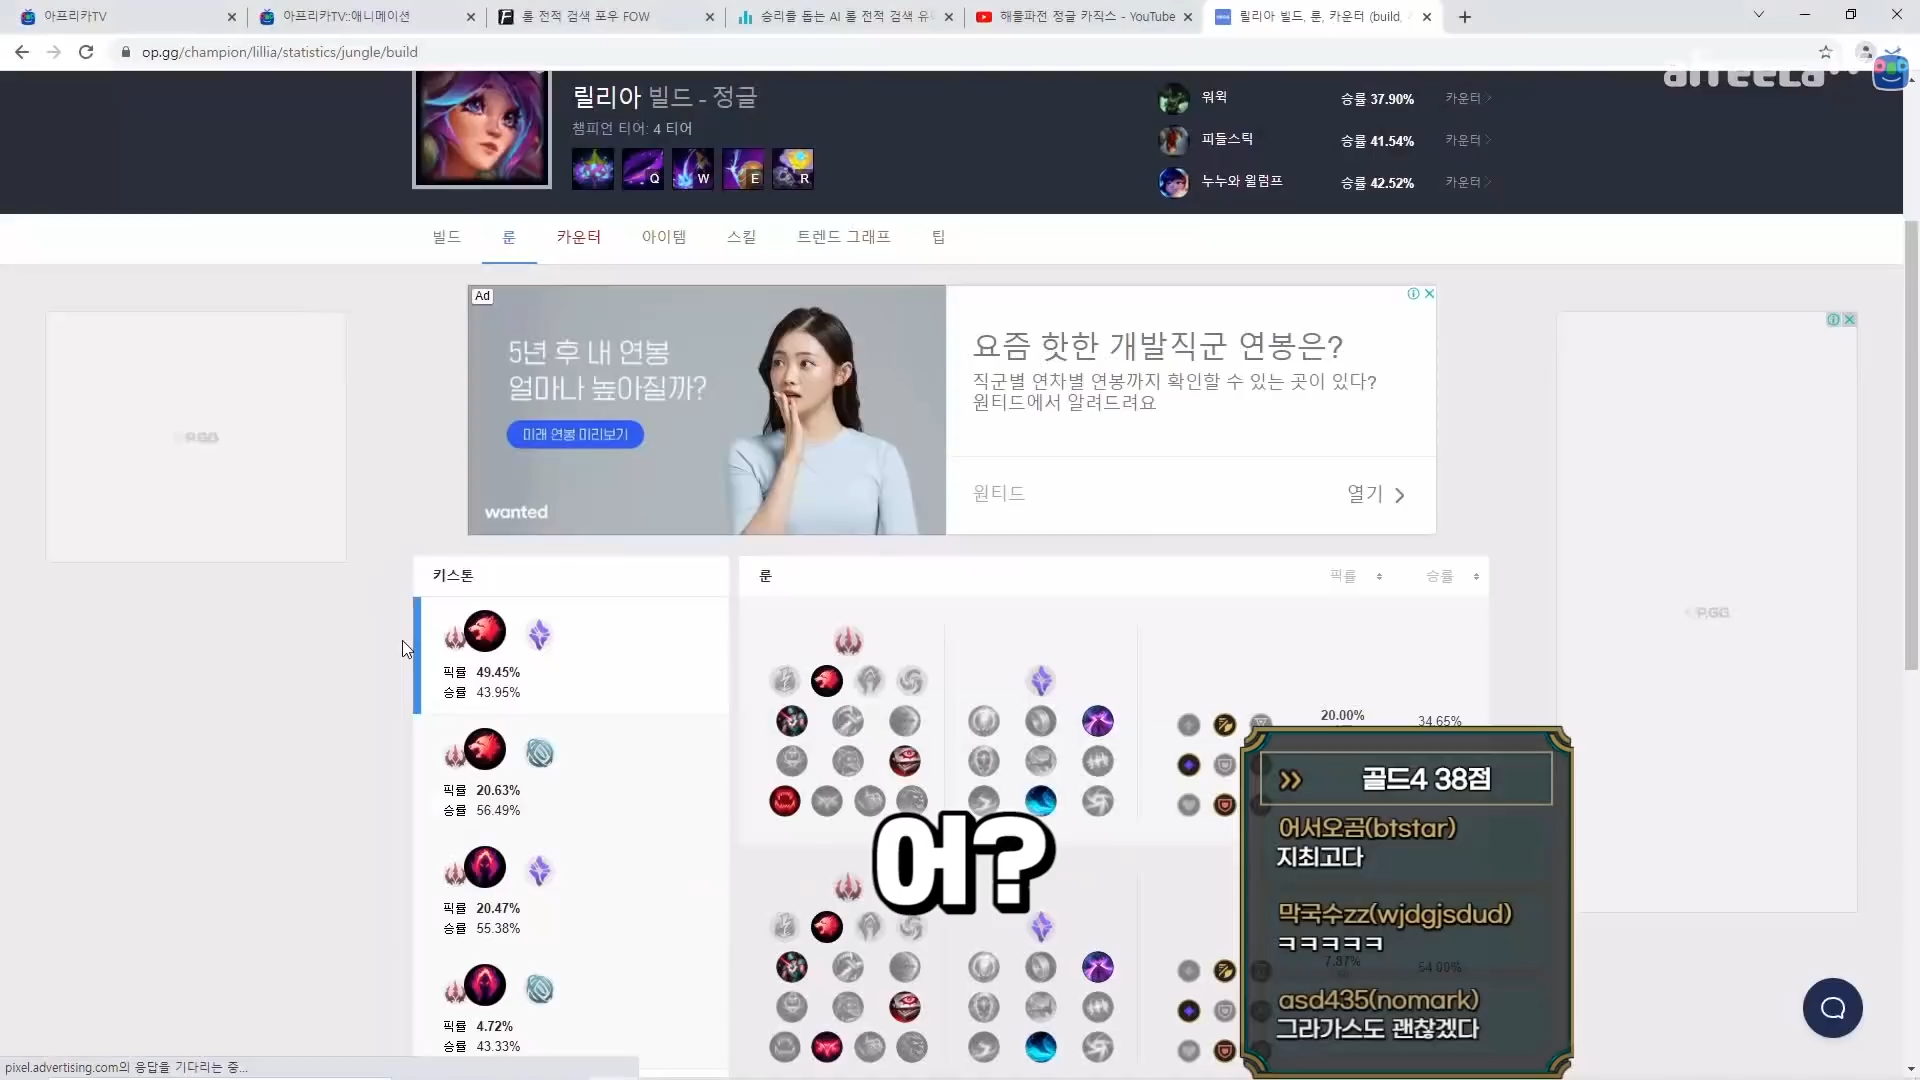 아프리카TV
아프리카TV::애니메이션
롤 전적 검색 포우 FOW
승리를 돕는 AI 롤 전적 검색 유
해물파전 정글 카직스 - YouTube
릴리아 빌드, 룬, 카운터 (build,
op.gg/champion/lillia/statistics/jungle/build
afreecaTV
릴리아 빌드 - 정글
챔피언 티어: 4 티어
Q
W
E
R
워윅
승률 37.90%
카운터
피들스틱
승률 41.54%
카운터
누누와 윌럼프
승률 42.52%
카운터
빌드
룬
카운터
아이템
스킬
트렌드 그래프
팁
Ad
5년 후 내 연봉
얼마나 높아질까?
미래 연봉 미리보기
wanted
요즘 핫한 개발직군 연봉은?
직군별 연차별 연봉까지 확인할 수 있는 곳이 있다?
원티드에서 알려드려요
원티드
열기
OP.GG
OP.GG
키스톤
룬
픽률
승률
픽률 49.45%
승률 43.95%
픽률 20.63%
승률 56.49%
픽률 20.47%
승률 55.38%
픽률 4.72%
승률 43.33%
20.00%
34.65%
7.87%
54.00%
어?
골드4 38점
어서오곰(btstar)
지최고다
막국수zz(wjdgjsdud)
ㅋㅋㅋㅋㅋ
asd435(nomark)
그라가스도 괜찮겠다
pixel.advertising.com의 응답을 기다리는 중...